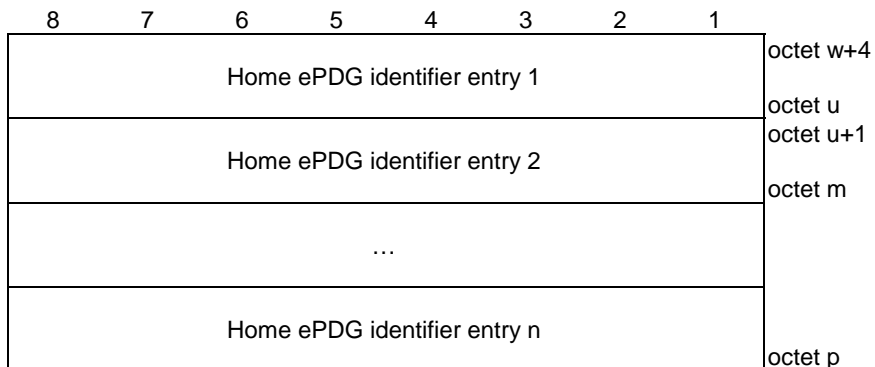 8 7 6 5 4 3 2 1
octet w+4
Home ePDG identifier entry 1
octet u
octet u+1
Home ePDG identifier entry 2
octet m
…
Home ePDG identifier entry n
octet p